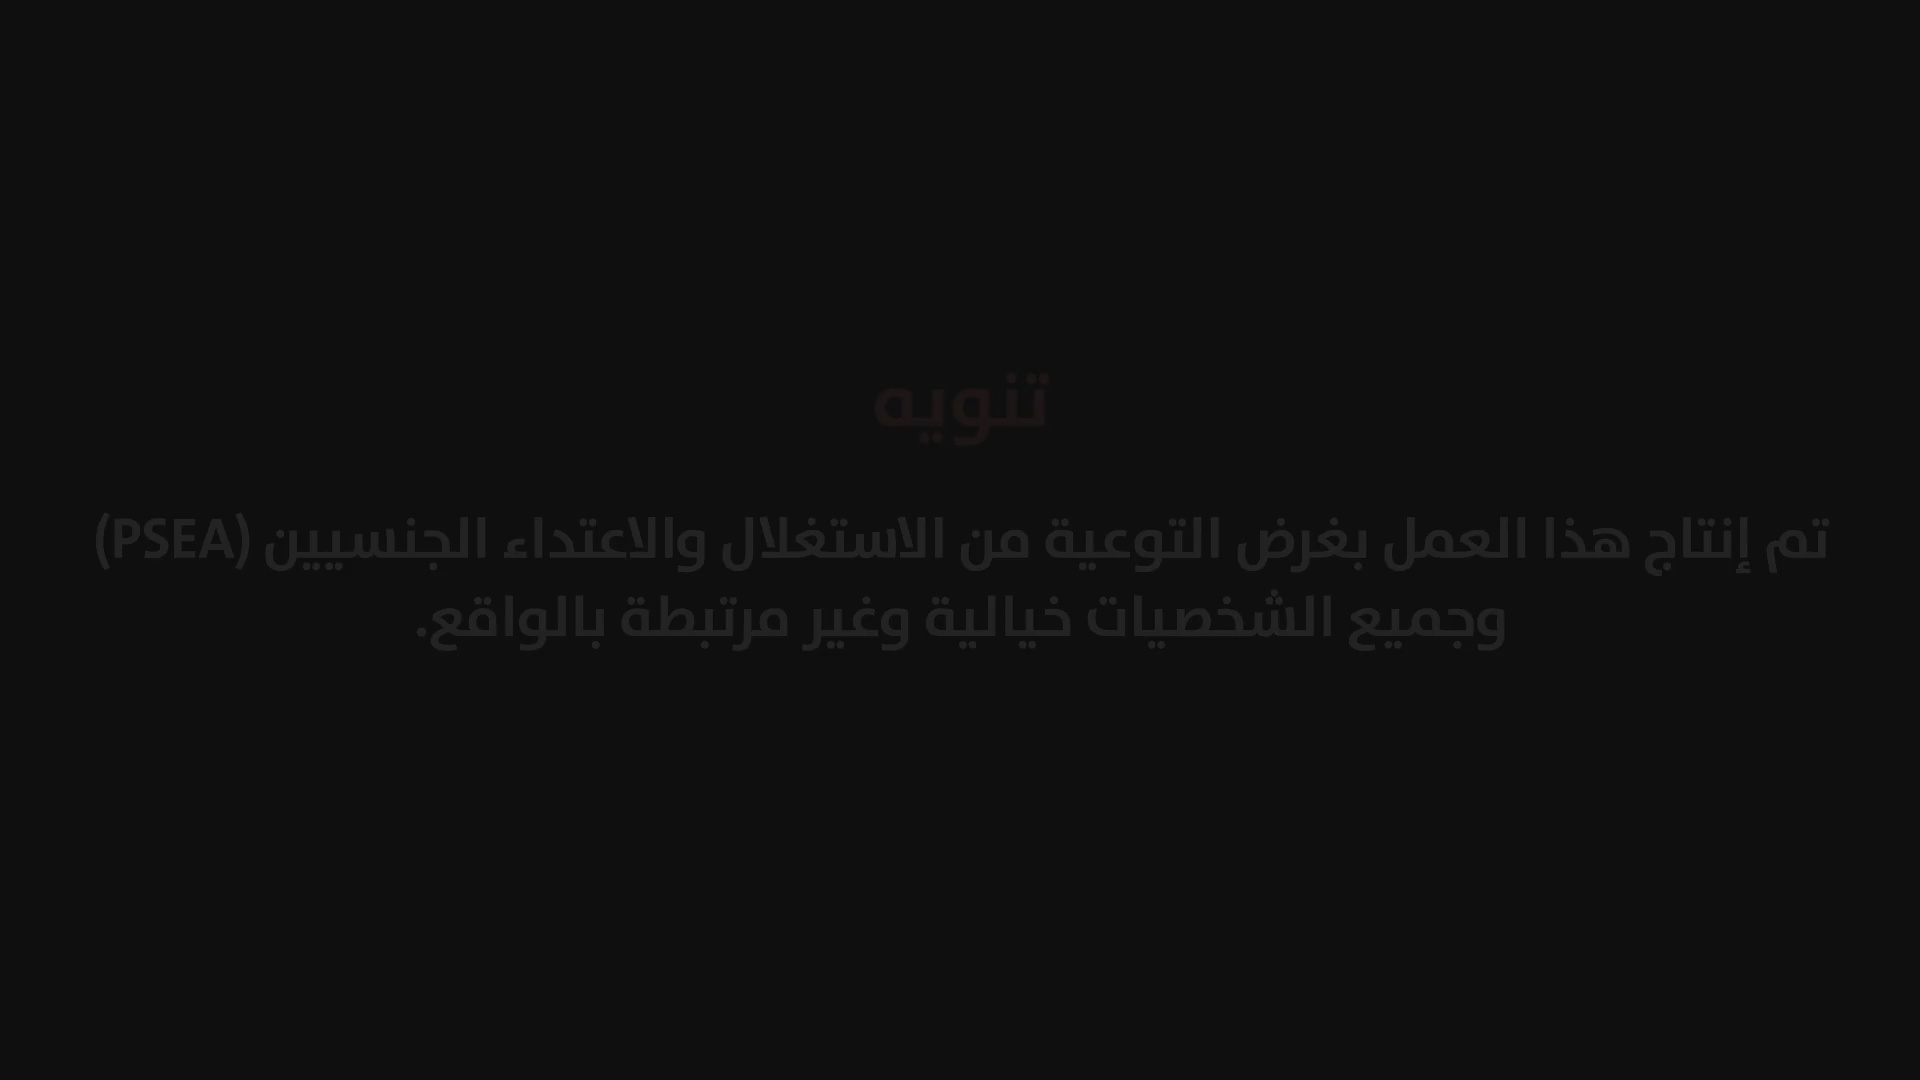 تنويه
تم إنتاج هذا العمل بغرض التوعية من الاستغلال والاعتداء الجنسيين (PSEA)
وجميع الشخصيات خيالية وغير مرتبطة بالواقع.